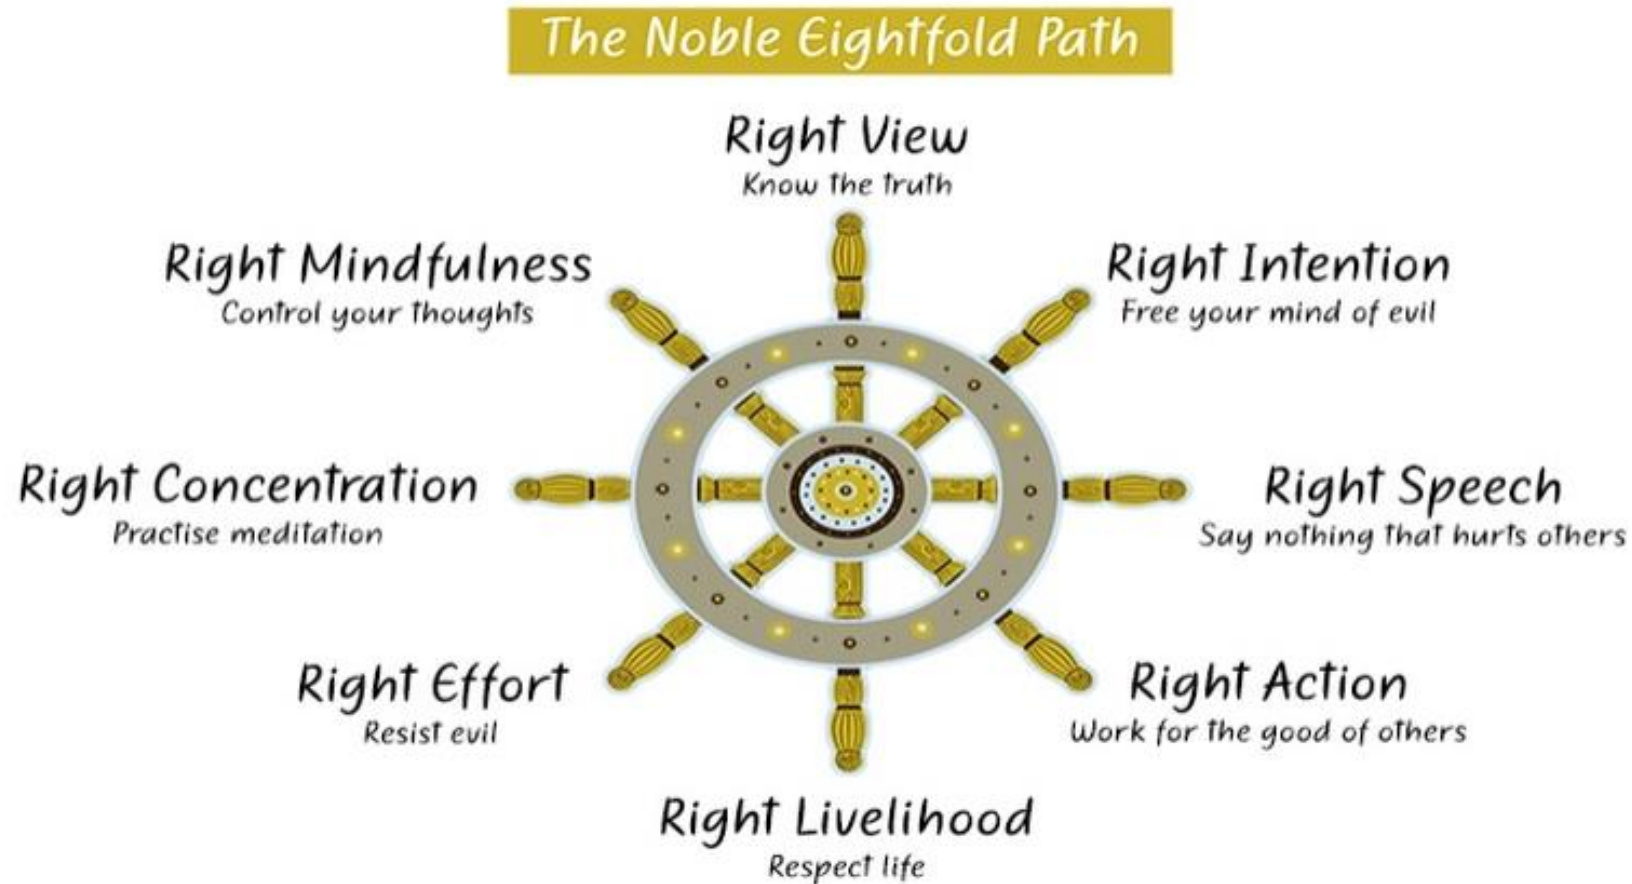 The Noble Eightfold Path
Right View
Know the truth
Right Intention
Free your mind of evil
Right Speech
Say nothing that hurts others
Right Action
Work for the good of others
Right Livelihood
Respect life
Right Effort
Resist evil
Right Concentration
Practise meditation
Right Mindfulness
Control your thoughts